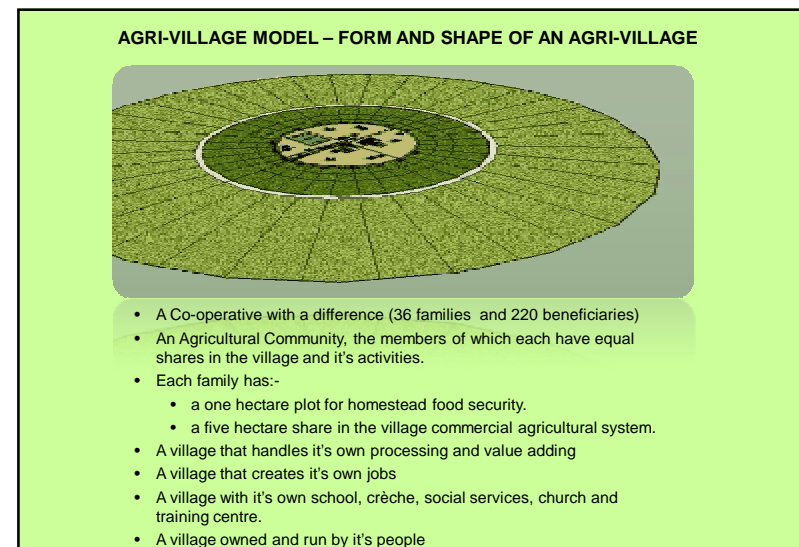 AGRI-VILLAGE MODEL – FORM AND SHAPE OF AN AGRI-VILLAGE
• A Co-operative with a difference (36 families and 220 beneficiaries)
• An Agricultural Community, the members of which each have equal
shares in the village and it's activities.
• Each family has:-
• a one hectare plot for homestead food security.
• a five hectare share in the village commercial agricultural system.
• A village that handles it's own processing and value adding
• A village that creates it's own jobs
• A village with it's own school, crèche, social services, church and
training centre.
• A village owned and run by it's people